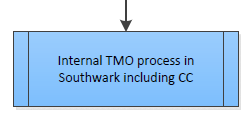 Internal TMO process in
Southwark including CC